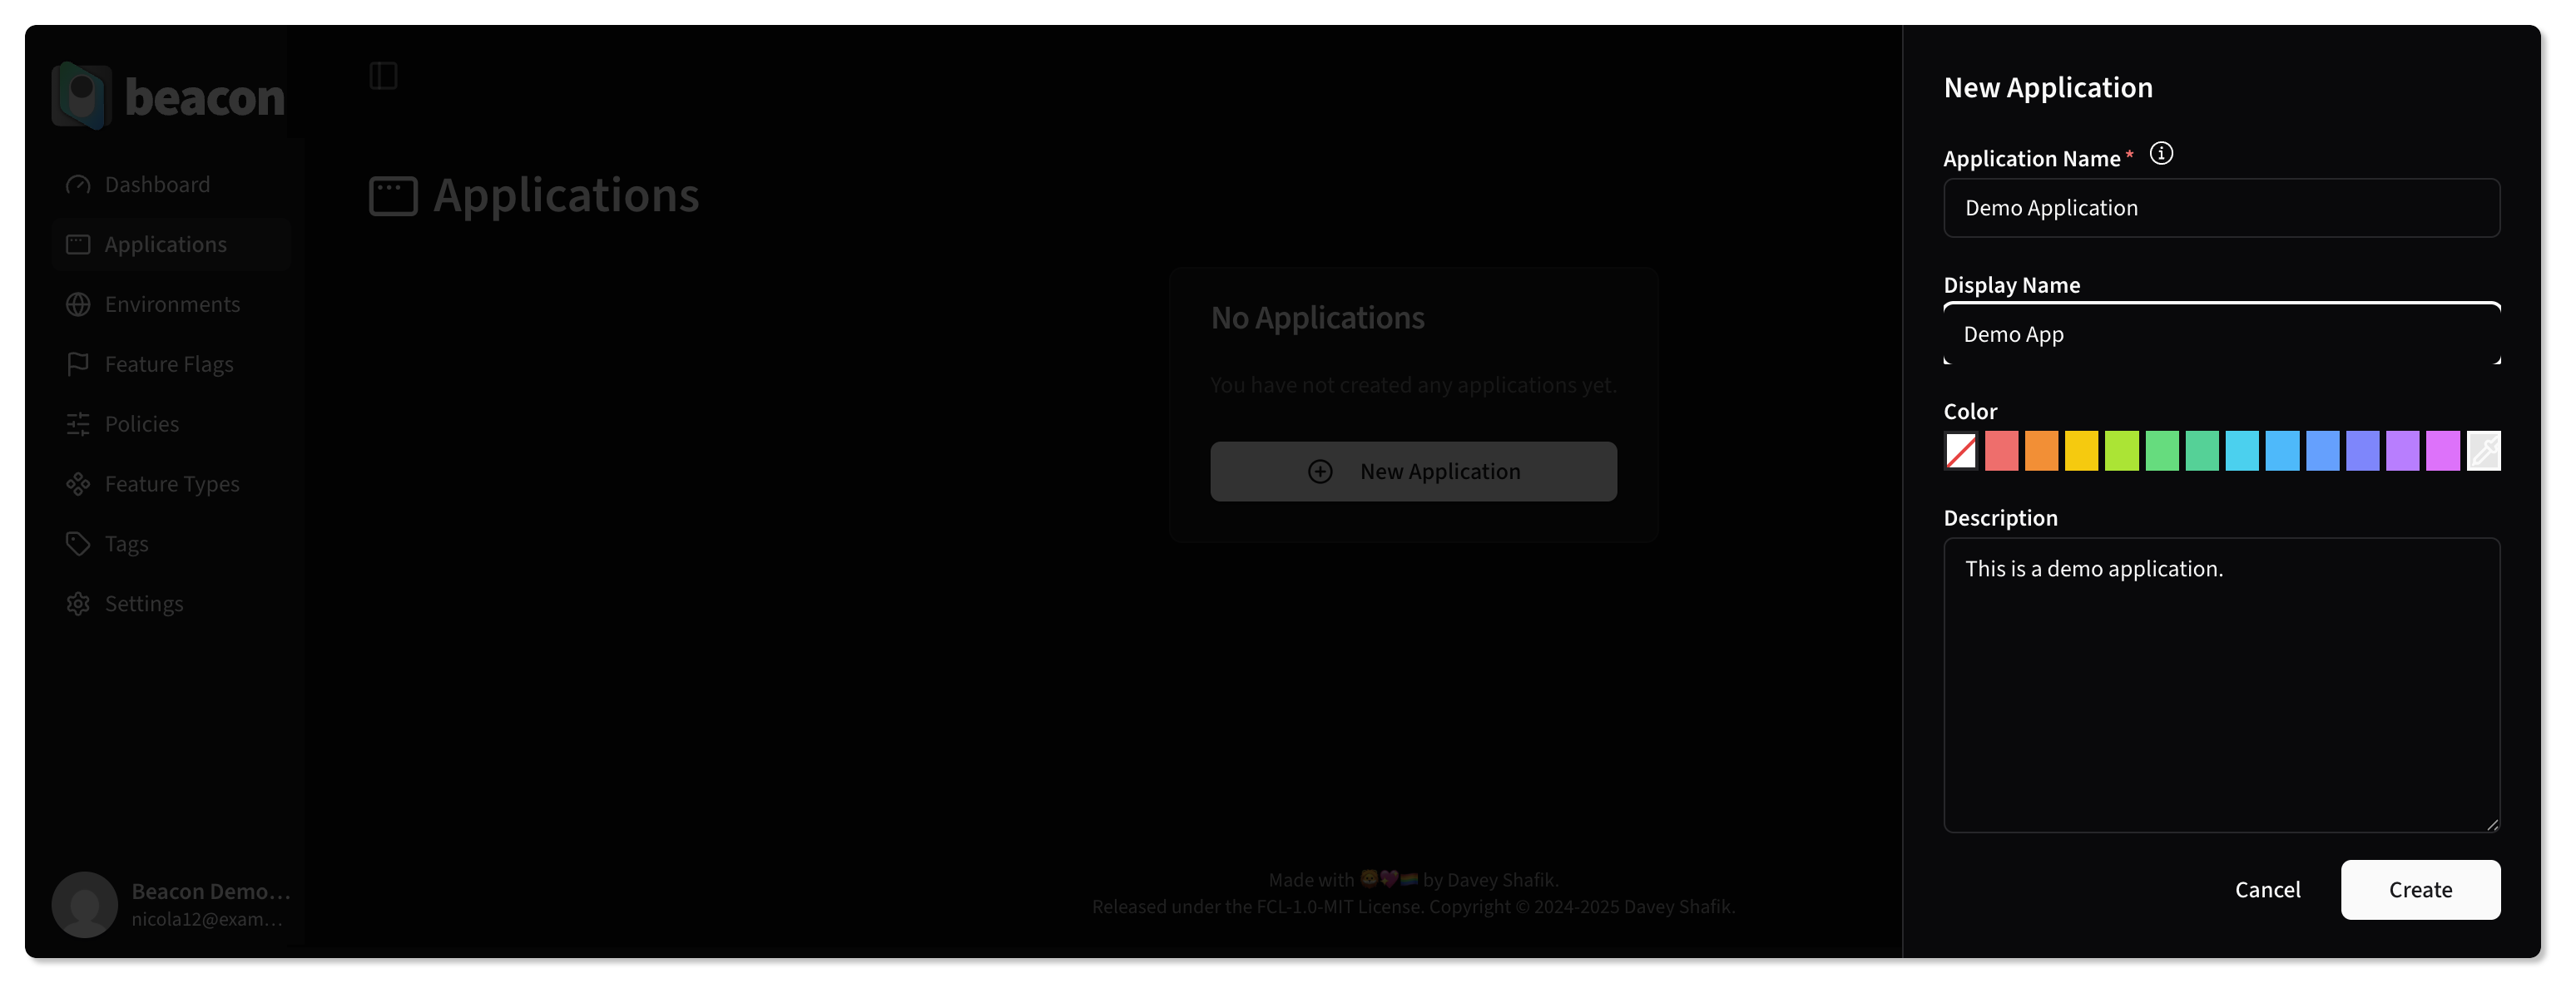 beacon
Dashboard
Applications
Environments
Feature Flags
Policies
Feature Types
Tags
Settings
Beacon Demo...
nicola12@exam...
Applications
No Applications
You have not created any applications yet.
New Application
Made with 🦁💖🏳️‍🌈 by Davey Shafik.
Released under the FCL-1.0-MIT License. Copyright © 2024-2025 Davey Shafik.
New Application
Application Name *
Demo Application
Display Name
Demo App
Color
Description
This is a demo application.
Cancel
Create